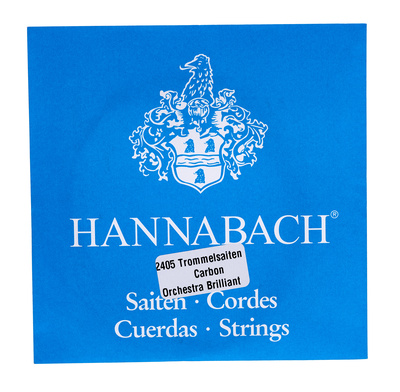 HANNABACH®
2405 Trommelsaiten
Carbon
Orchestra Brilliant
Saiten · Cordes
Cuerdas · Strings